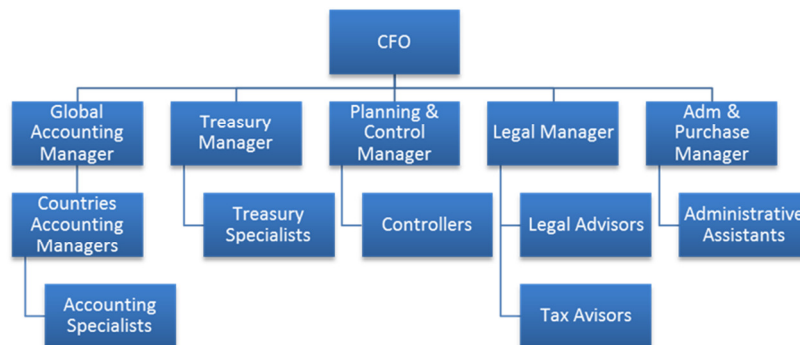 CFO
Global
Accounting
Manager
Treasury
Manager
Planning &
Control
Manager
Legal Manager
Adm &
Purchase
Manager
Countries
Accounting
Managers
Treasury
Specialists
Controllers
Legal Advisors
Administrative
Assistants
Accounting
Specialists
Tax Avisors